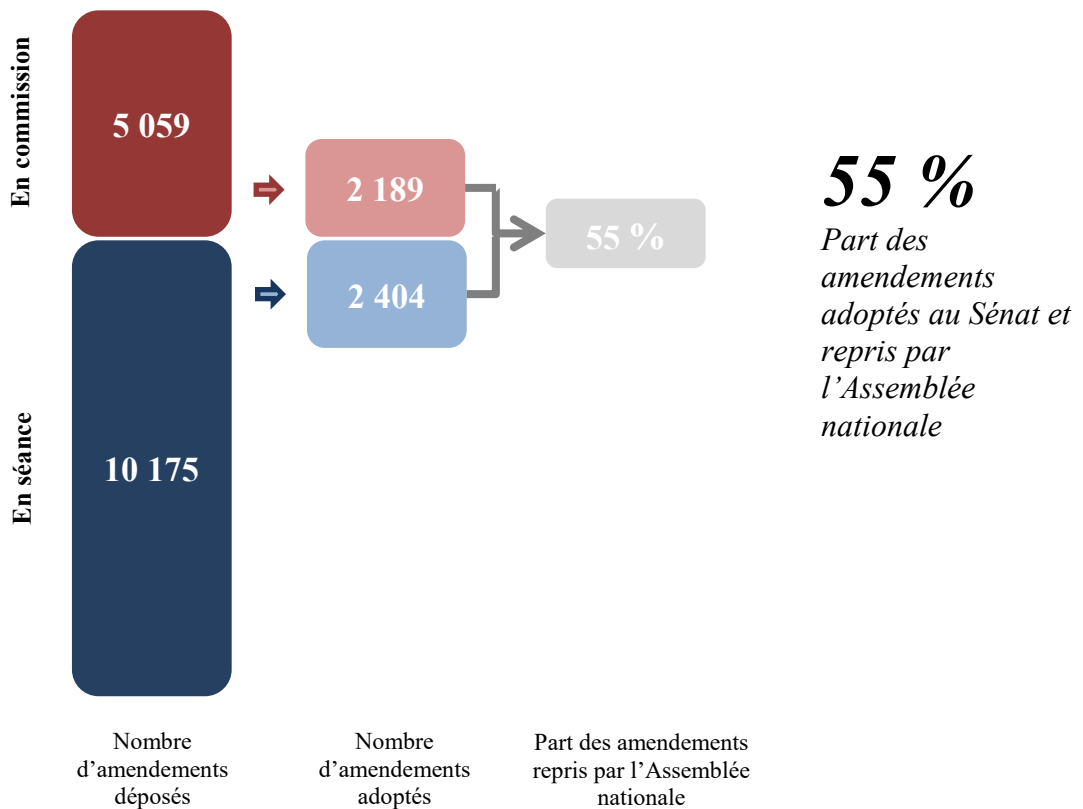 En commission
5 059
2 189
55 %
2 404
En séance
10 175
55 %
Part des
amendements
adoptés au Sénat et
repris par
l’Assemblée
nationale
Nombre
d’amendements
déposés
Nombre
d’amendements
adoptés
Part des amendements
repris par l’Assemblée
nationale